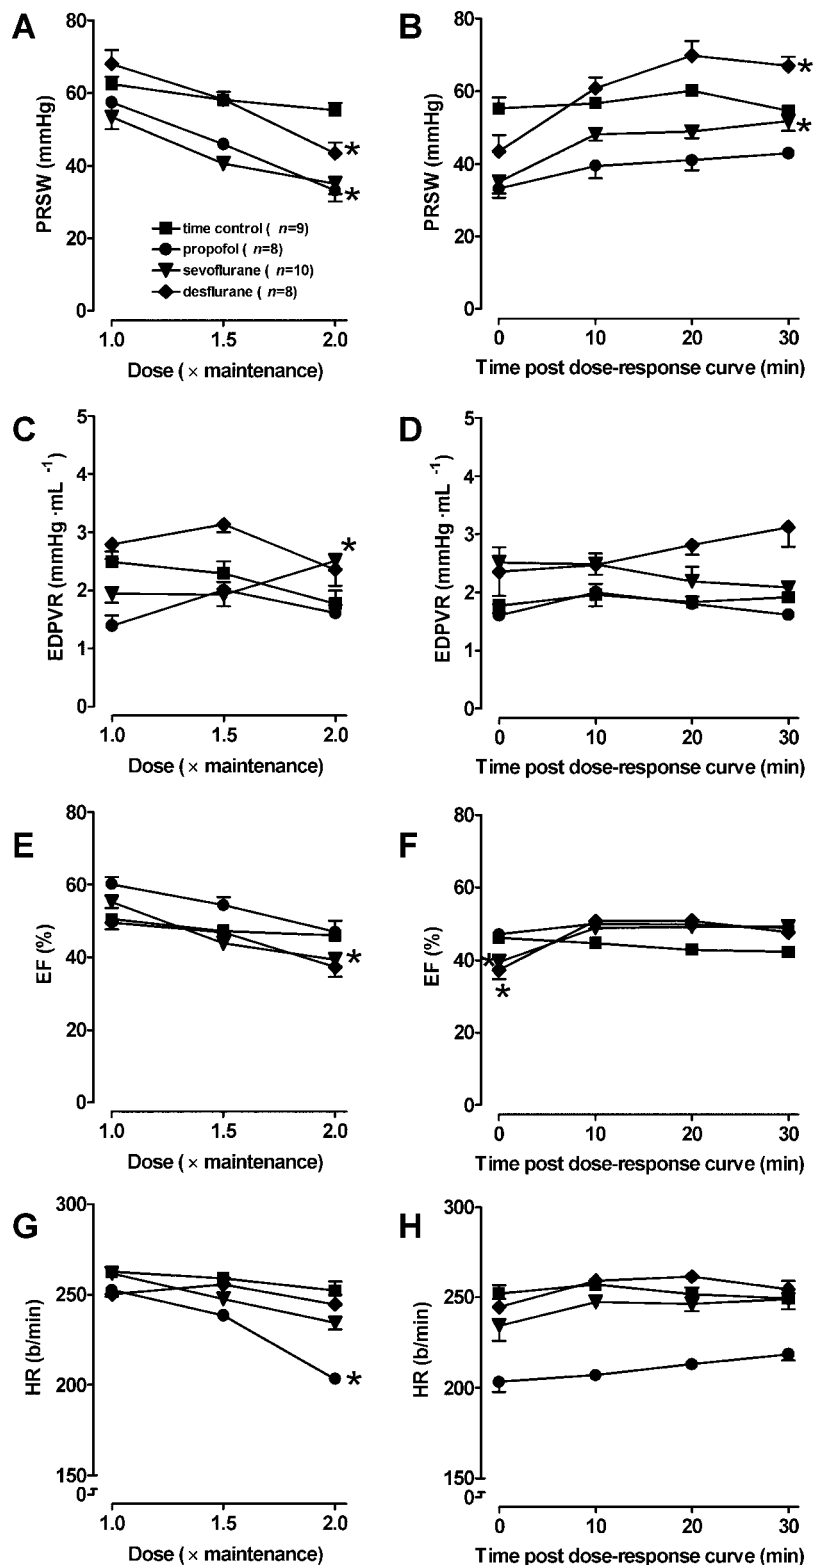 A
PRSW (mmHg)
80
60
40
20
0
*
*
time control ( n=9)
propofol ( n=8)
sevoflurane ( n=10)
desflurane ( n=8)
1.0 1.5 2.0
Dose ( × maintenance)
B
PRSW (mmHg)
80
60
40
20
0
*
*
0 10 20 30
Time post dose-response curve (min)
C
EDPVR (mmHg ·mL -1)
5
4
3
2
1
0
*
1.0 1.5 2.0
Dose ( × maintenance)
D
EDPVR (mmHg ·mL -1)
5
4
3
2
1
0
0 10 20 30
Time post dose-response curve (min)
E
EF (%)
80
60
40
20
0
*
1.0 1.5 2.0
Dose ( × maintenance)
F
EF (%)
80
60
40
20
0
*
*
0 10 20 30
Time post dose-response curve (min)
G
HR (b/min)
300
250
200
150
0
*
1.0 1.5 2.0
Dose ( × maintenance)
H
HR (b/min)
300
250
200
150
0
0 10 20 30
Time post dose-response curve (min)